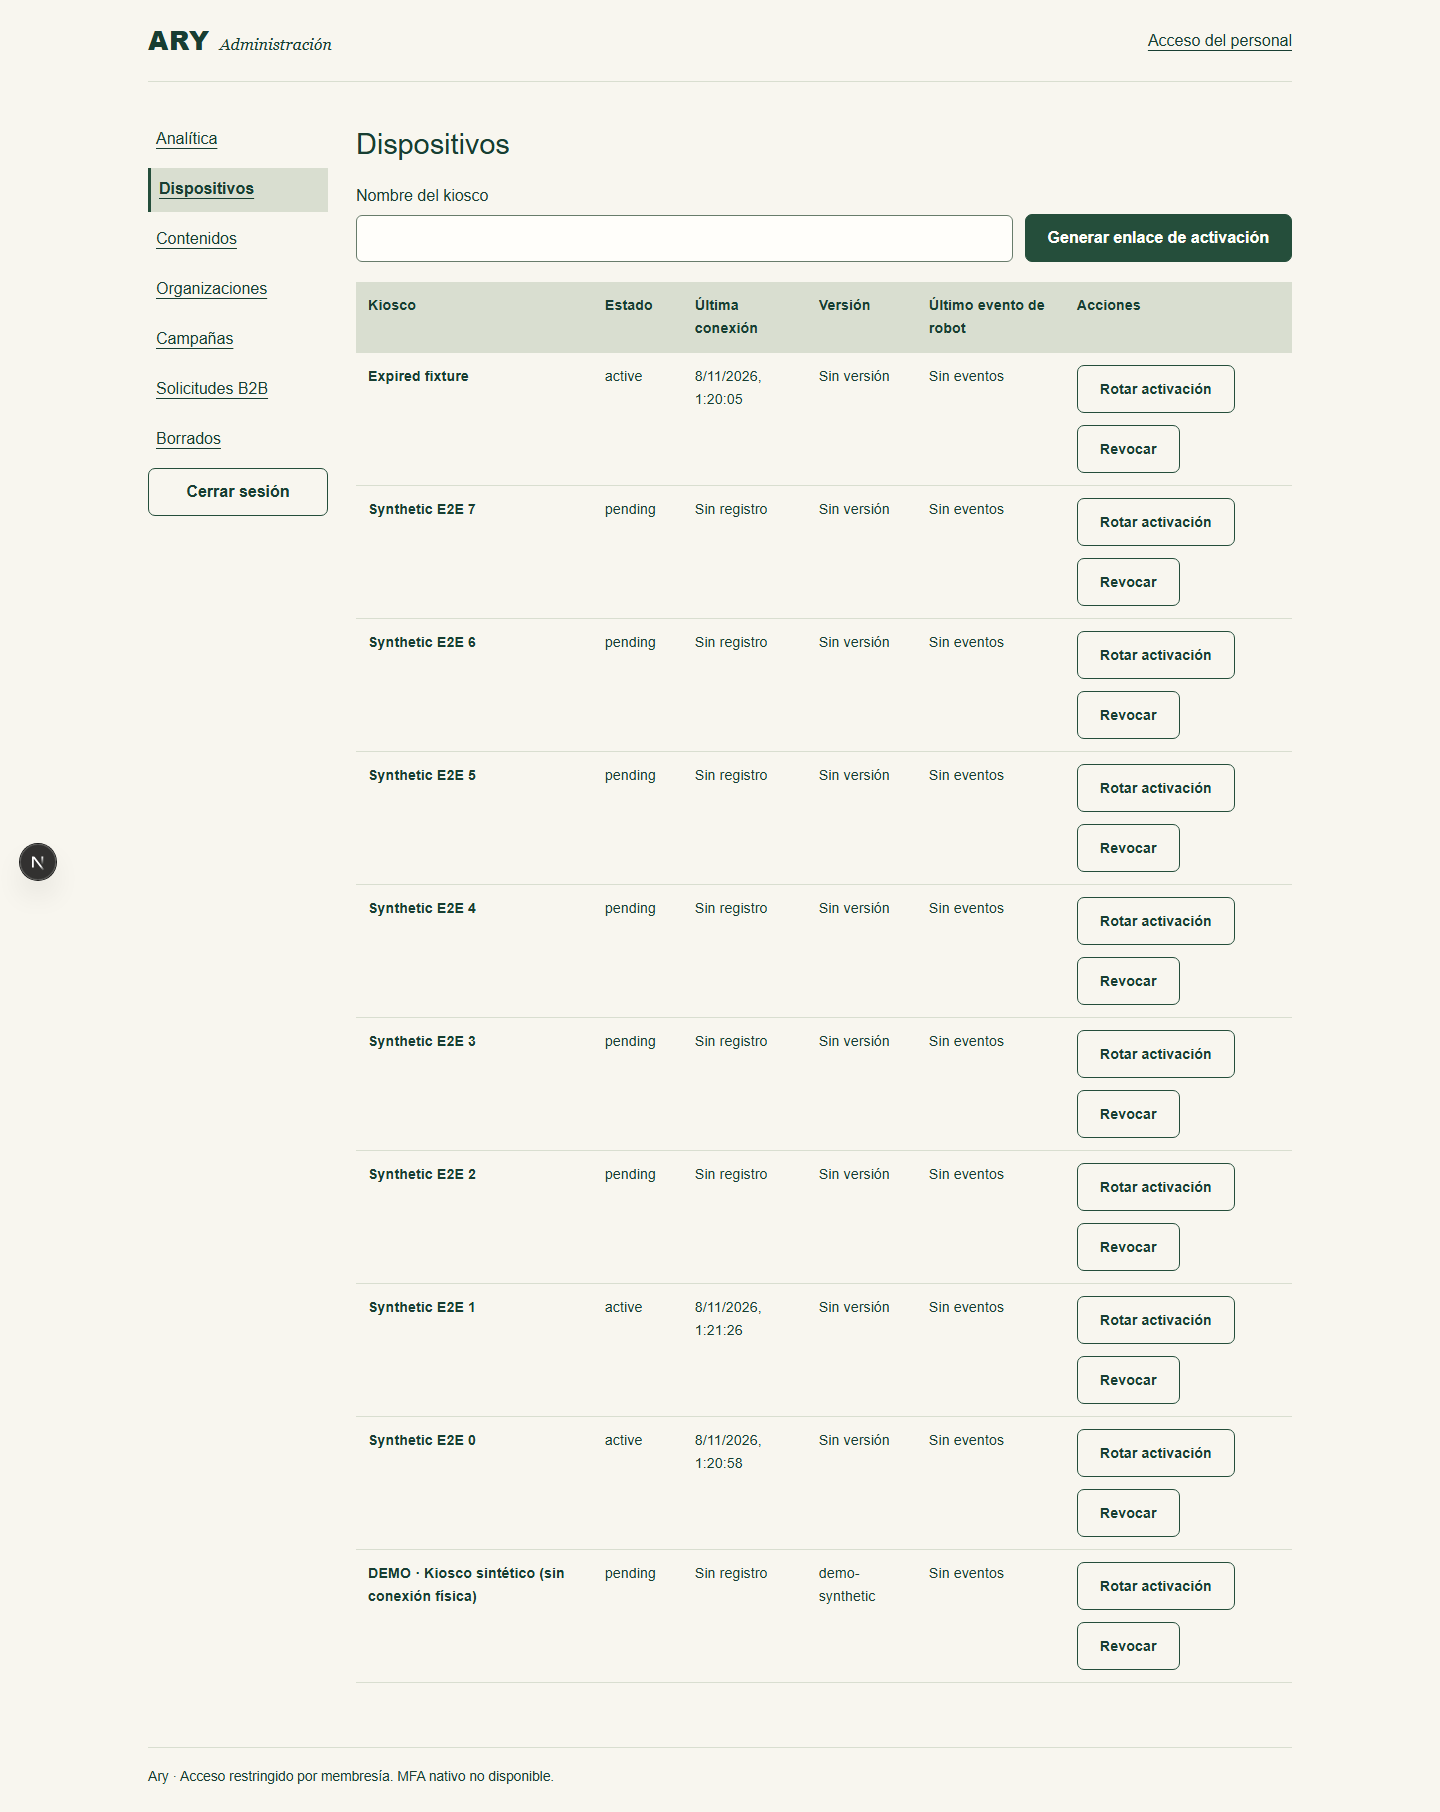 ARY Administración
Acceso del personal
Analítica
Dispositivos
Contenidos
Organizaciones
Campañas
Solicitudes B2B
Borrados
Cerrar sesión
Dispositivos
Nombre del kiosco
Generar enlace de activación
Kiosco Estado Última conexión Versión Último evento de robot Acciones
Expired fixture active 8/11/2026, 1:20:05 Sin versión Sin eventos Rotar activación
Revocar
Synthetic E2E 7 pending Sin registro Sin versión Sin eventos Rotar activación
Revocar
Synthetic E2E 6 pending Sin registro Sin versión Sin eventos Rotar activación
Revocar
Synthetic E2E 5 pending Sin registro Sin versión Sin eventos Rotar activación
Revocar
Synthetic E2E 4 pending Sin registro Sin versión Sin eventos Rotar activación
Revocar
Synthetic E2E 3 pending Sin registro Sin versión Sin eventos Rotar activación
Revocar
Synthetic E2E 2 pending Sin registro Sin versión Sin eventos Rotar activación
Revocar
Synthetic E2E 1 active 8/11/2026, 1:21:26 Sin versión Sin eventos Rotar activación
Revocar
Synthetic E2E 0 active 8/11/2026, 1:20:58 Sin versión Sin eventos Rotar activación
Revocar
DEMO · Kiosco sintético (sin conexión física) pending Sin registro demo-synthetic Sin eventos Rotar activación
Revocar
N
Ary · Acceso restringido por membresía. MFA nativo no disponible.